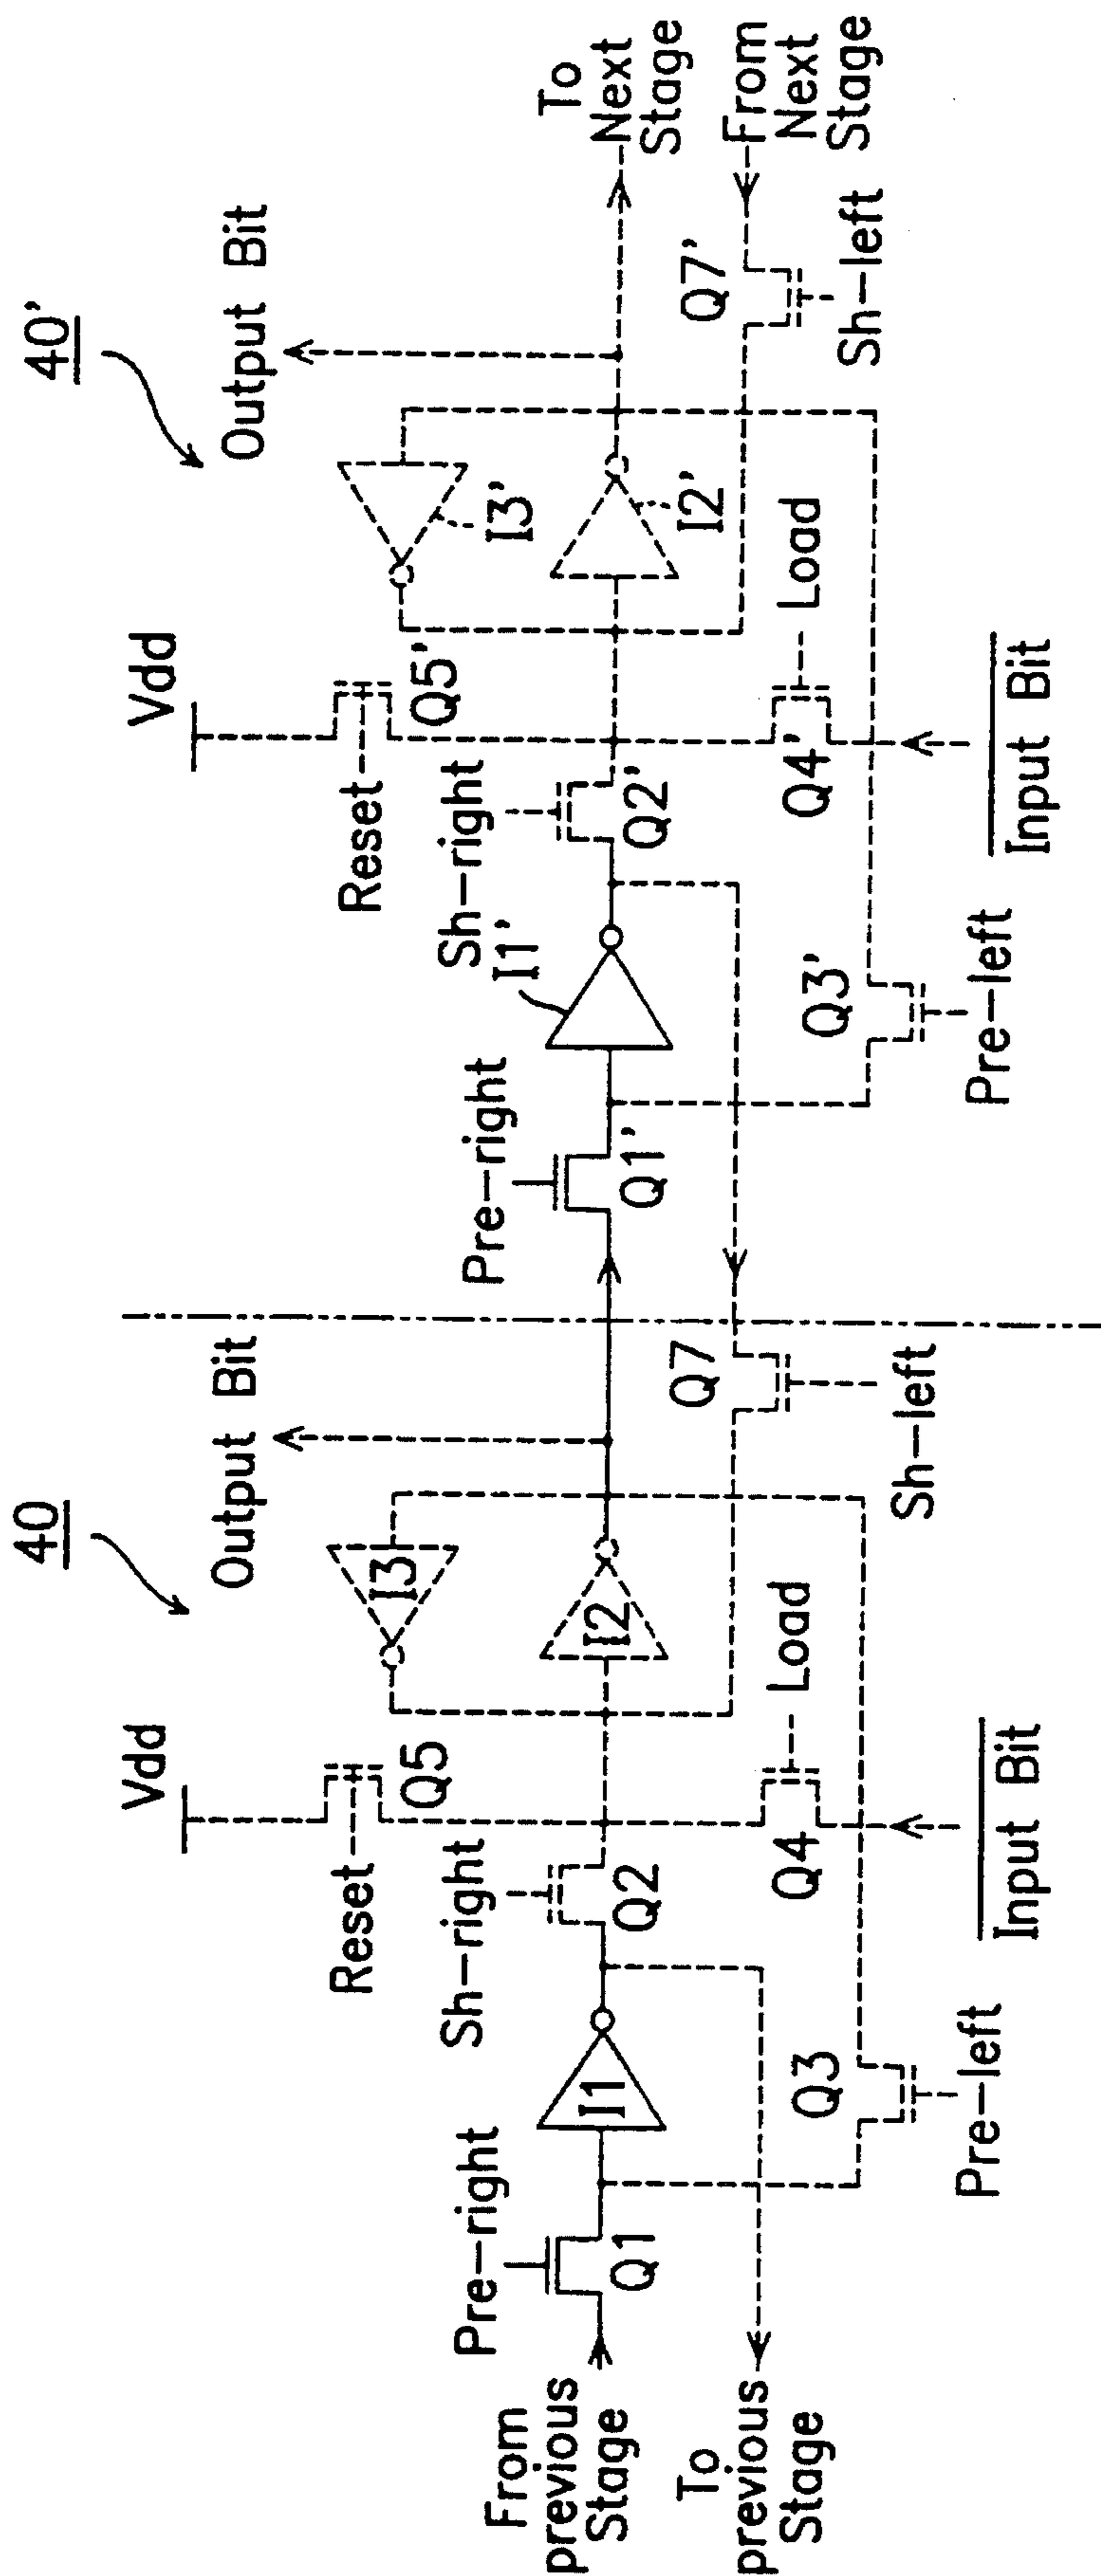 40
40'
Output Bit
Output Bit
Vdd
Vdd
Reset
Reset
Q5
Q5'
I3
I3'
To
Next
Stage
From
previous
Stage
Pre-right
Q1
I1
Sh-right
Q2
I2
Pre-right
Q1'
I1'
Sh-right
Q2'
I2'
From
Next
Stage
To
previous
Stage
Q3
Pre-left
Q4
Load
Input Bit
Q7
Sh-left
Q3'
Pre-left
Q4'
Load
Input Bit
Q7'
Sh-left